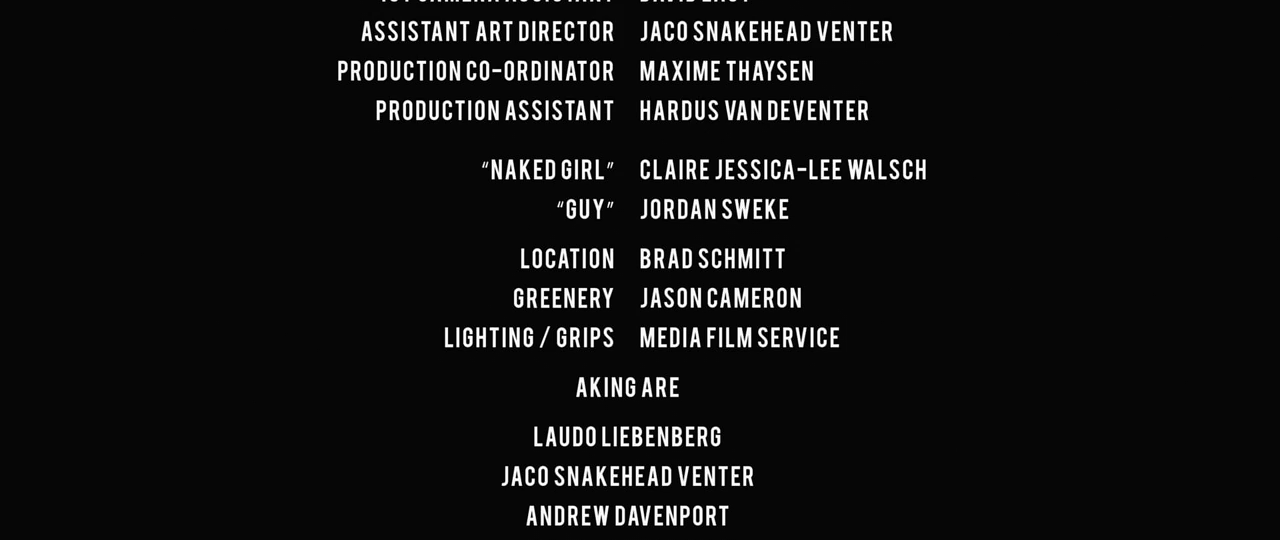 ASSISTANT ART DIRECTOR JACO SNAKEHEAD VENTER
PRODUCTION CO-ORDINATOR MAXIME THAYSEN
PRODUCTION ASSISTANT HARDUS VAN DEVENTER
“NAKED GIRL” CLAIRE JESSICA-LEE WALSCH
“GUY” JORDAN SWEKE
LOCATION BRAD SCHMITT
GREENERY JASON CAMERON
LIGHTING / GRIPS MEDIA FILM SERVICE
AKING ARE
LAUDO LIEBENBERG
JACO SNAKEHEAD VENTER
ANDREW DAVENPORT